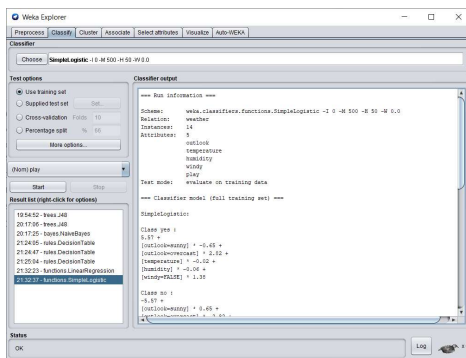 Weka Explorer
Preprocess Classify Cluster Associate Select attributes Visualize Auto-WEKA
Classifier
Choose SimpleLogistic -I 0 -M 500 -H 50 -W 0.0
Test options
Use training set
Supplied test set Set...
Cross-validation Folds 10
Percentage split % 66
More options...
(Nom) play
Start Stop
Result list (right-click for options)
19:54:52 - trees.J48
20:17:06 - trees.J48
20:17:25 - bayes.NaiveBayes
21:24:05 - rules.DecisionTable
21:24:47 - rules.DecisionTable
21:25:04 - rules.DecisionTable
21:32:23 - functions.LinearRegression
21:32:37 - functions.SimpleLogistic
Classifier output
=== Run information ===
Scheme: weka.classifiers.functions.SimpleLogistic -I 0 -M 500 -H 50 -W 0.0
Relation: weather
Instances: 14
Attributes: 5
outlook
temperature
humidity
windy
play
Test mode: evaluate on training data
=== Classifier model (full training set) ===
SimpleLogistic:
Class yes :
5.57 +
[outlook=sunny] * -0.65 +
[outlook=overcast] * 2.82 +
[temperature] * -0.02 +
[humidity] * -0.06 +
[windy=FALSE] * 1.35
Class no :
-5.57 +
[outlook=sunny] * 0.65 +
[outlook=overcast] * -2.82 +
Status
OK
Log
x 0